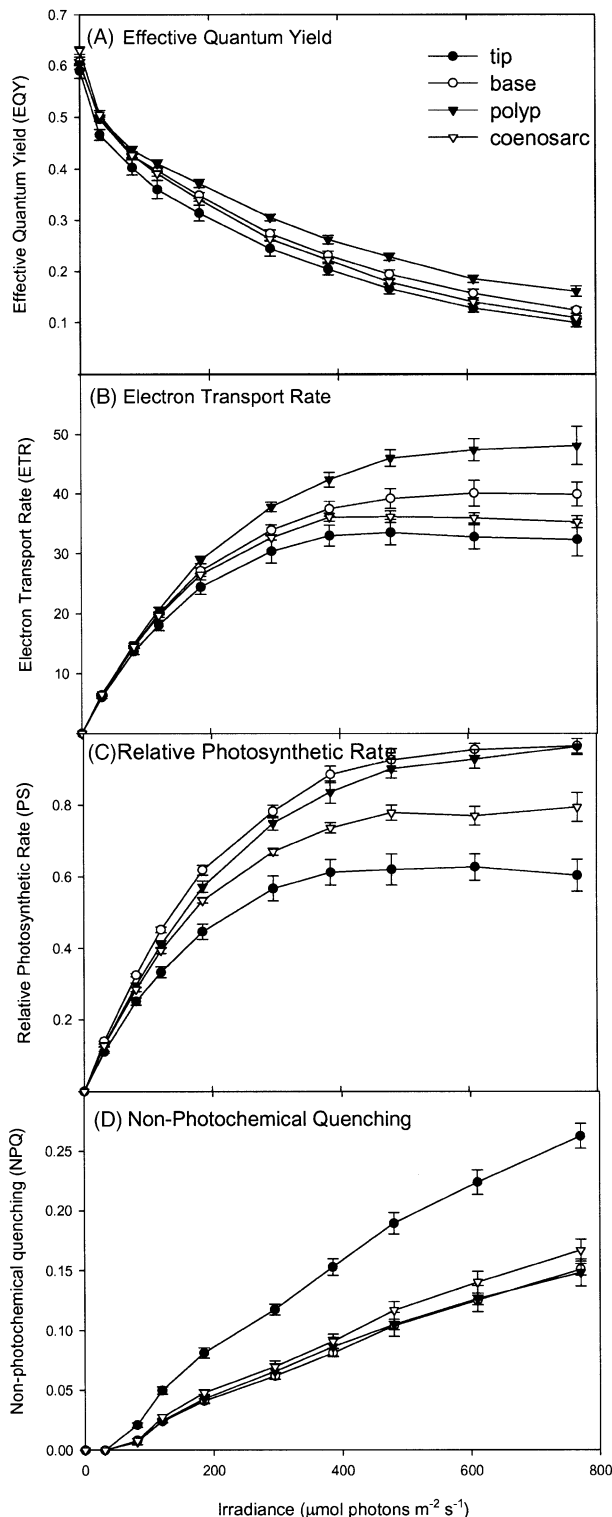 (A) Effective Quantum Yield
tip
base
polyp
coenosarc
Effective Quantum Yield (EQY)
0.7
0.6
0.5
0.4
0.3
0.2
0.1
(B) Electron Transport Rate
Electron Transport Rate (ETR)
50
40
30
20
10
(C) Relative Photosynthetic Rate
Relative Photosynthetic Rate (PS)
0.8
0.6
0.4
0.2
(D) Non-Photochemical Quenching
Non-photochemical quenching (NPQ)
0.25
0.20
0.15
0.10
0.05
0.00
0 200 400 600 800
Irradiance (μmol photons m⁻² s⁻¹)